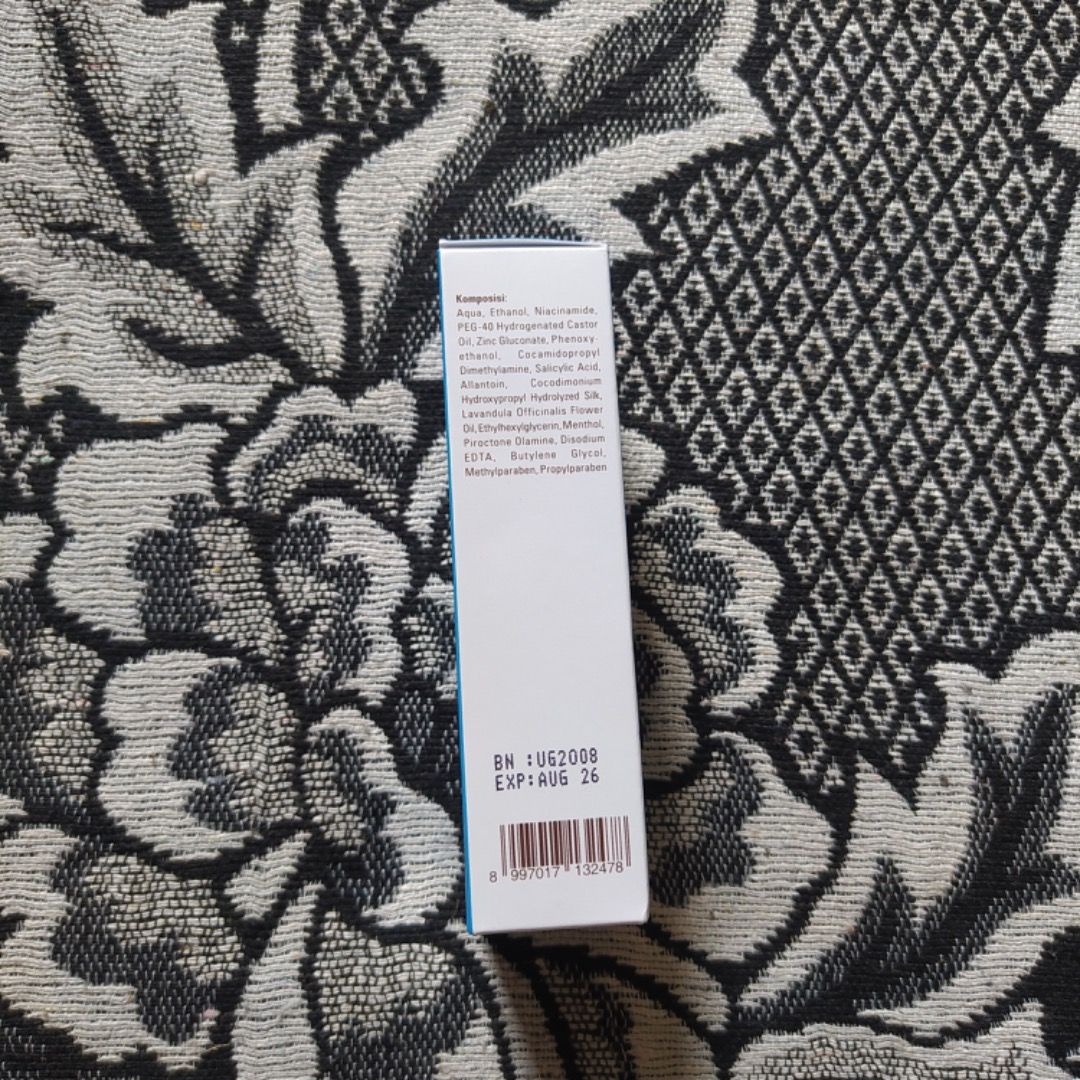 Komposisi:
Aqua, Ethanol, Niacinamide,
PEG-40 Hydrogenated Castor
Oil, Zinc Gluconate, Phenoxy-
ethanol, Cocamidopropyl
Dimethylamine, Salicylic Acid,
Allantoin, Cocodimonium
Hydroxypropyl Hydrolyzed Silk,
Lavandula Officinalis Flower
Oil, Ethylhexylglycerin, Menthol,
Piroctone Olamine, Disodium
EDTA, Butylene Glycol,
Methylparaben, Propylparaben
BN :UG2008
EXP:AUG 26
8 997017 132478